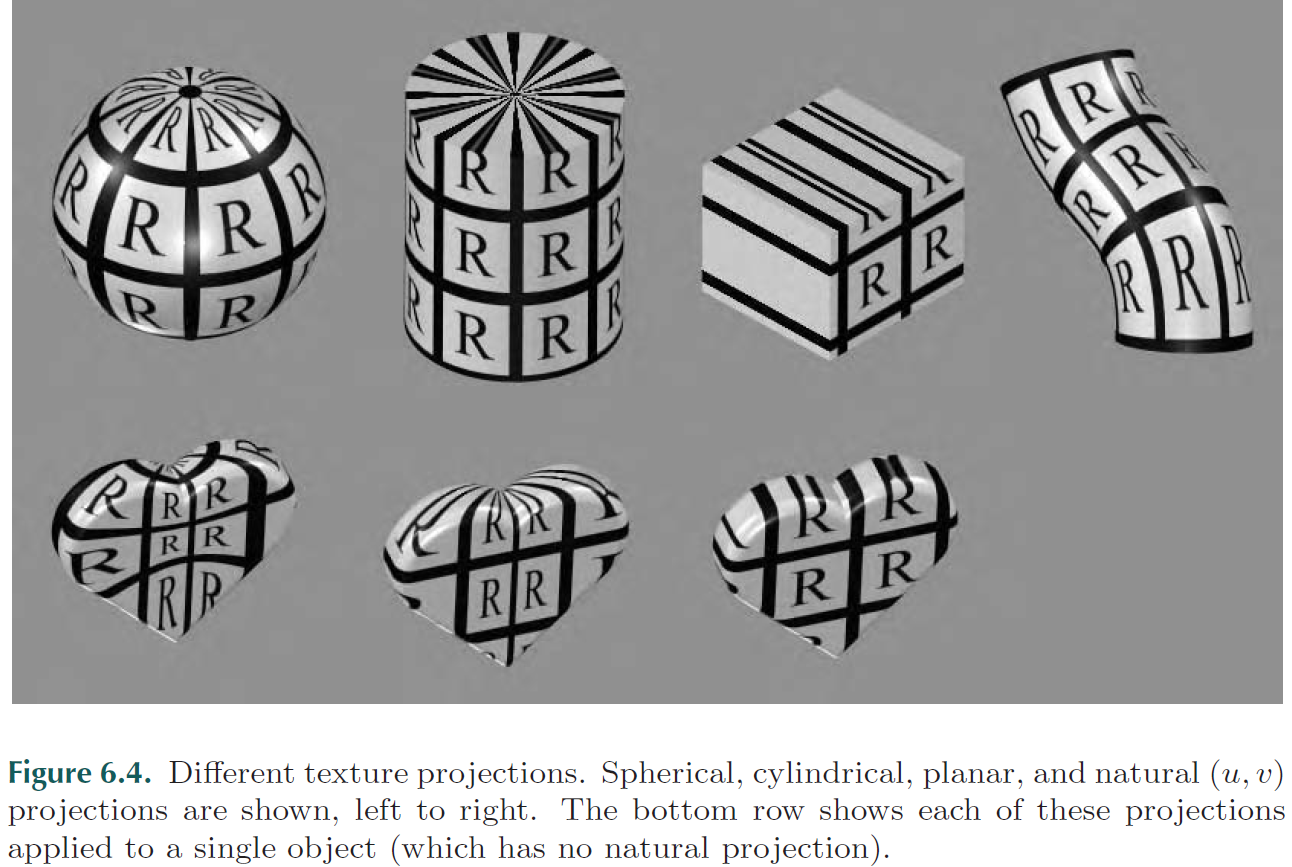 R R R R
R R R R
R R
R R R R
R R R R
R R R R
R
R R
R R R
R R R
R R R
R R R
R R R R
R R R
R R
R R R R
R R
R R
R R
Figure 6.4. Different texture projections. Spherical, cylindrical, planar, and natural (u, v)
projections are shown, left to right. The bottom row shows each of these projections
applied to a single object (which has no natural projection).